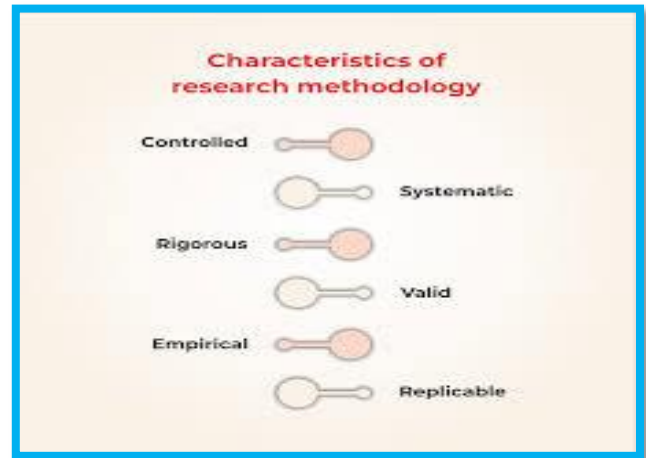 Characteristics of
research methodology
Controlled
Systematic
Rigorous
Valid
Empirical
Replicable